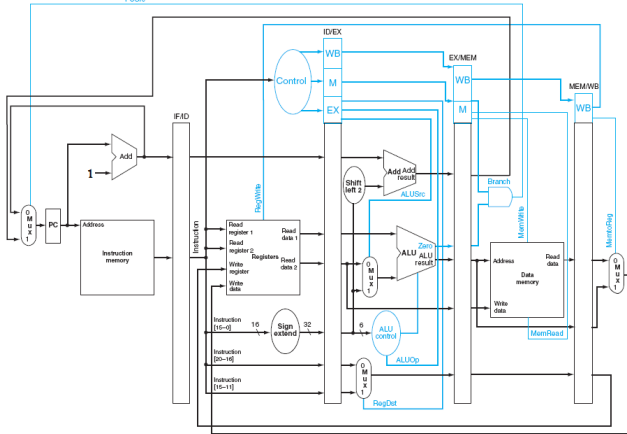 ID/EX
WB
EX/MEM
Control
M
WB
MEM/WB
EX
M
WB
IF/ID
Add
1
Add
Add
result
Shift
left 2
ALUSrc
Branch
RegWrite
MemWrite
MemtoReg
0
M
u
x
1
PC
Address
Instruction
memory
Instruction
Read
register 1
Read
register 2
Write
register
Write
data
Registers
Read
data 1
Read
data 2
0
M
u
x
1
Zero
ALU
ALU
result
Address
Read
data
Data
memory
Write
data
MemRead
0
M
u
x
1
Instruction
[15–0]
16
Sign
extend
32
6
ALU
control
ALUOp
Instruction
[20–16]
Instruction
[15–11]
0
M
u
x
1
RegDst